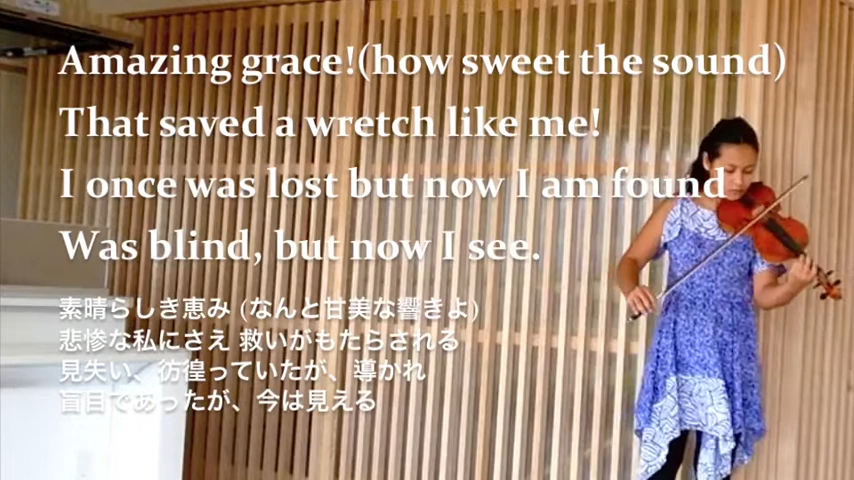 Amazing grace!(how sweet the sound)
That saved a wretch like me!
I once was lost but now I am found
Was blind, but now I see.
素晴らしき恵み (なんと甘美な響きよ)
悲惨な私にさえ 救いがもたらされる
見失い、彷徨っていたが、導かれ
盲目であったが、今は見える